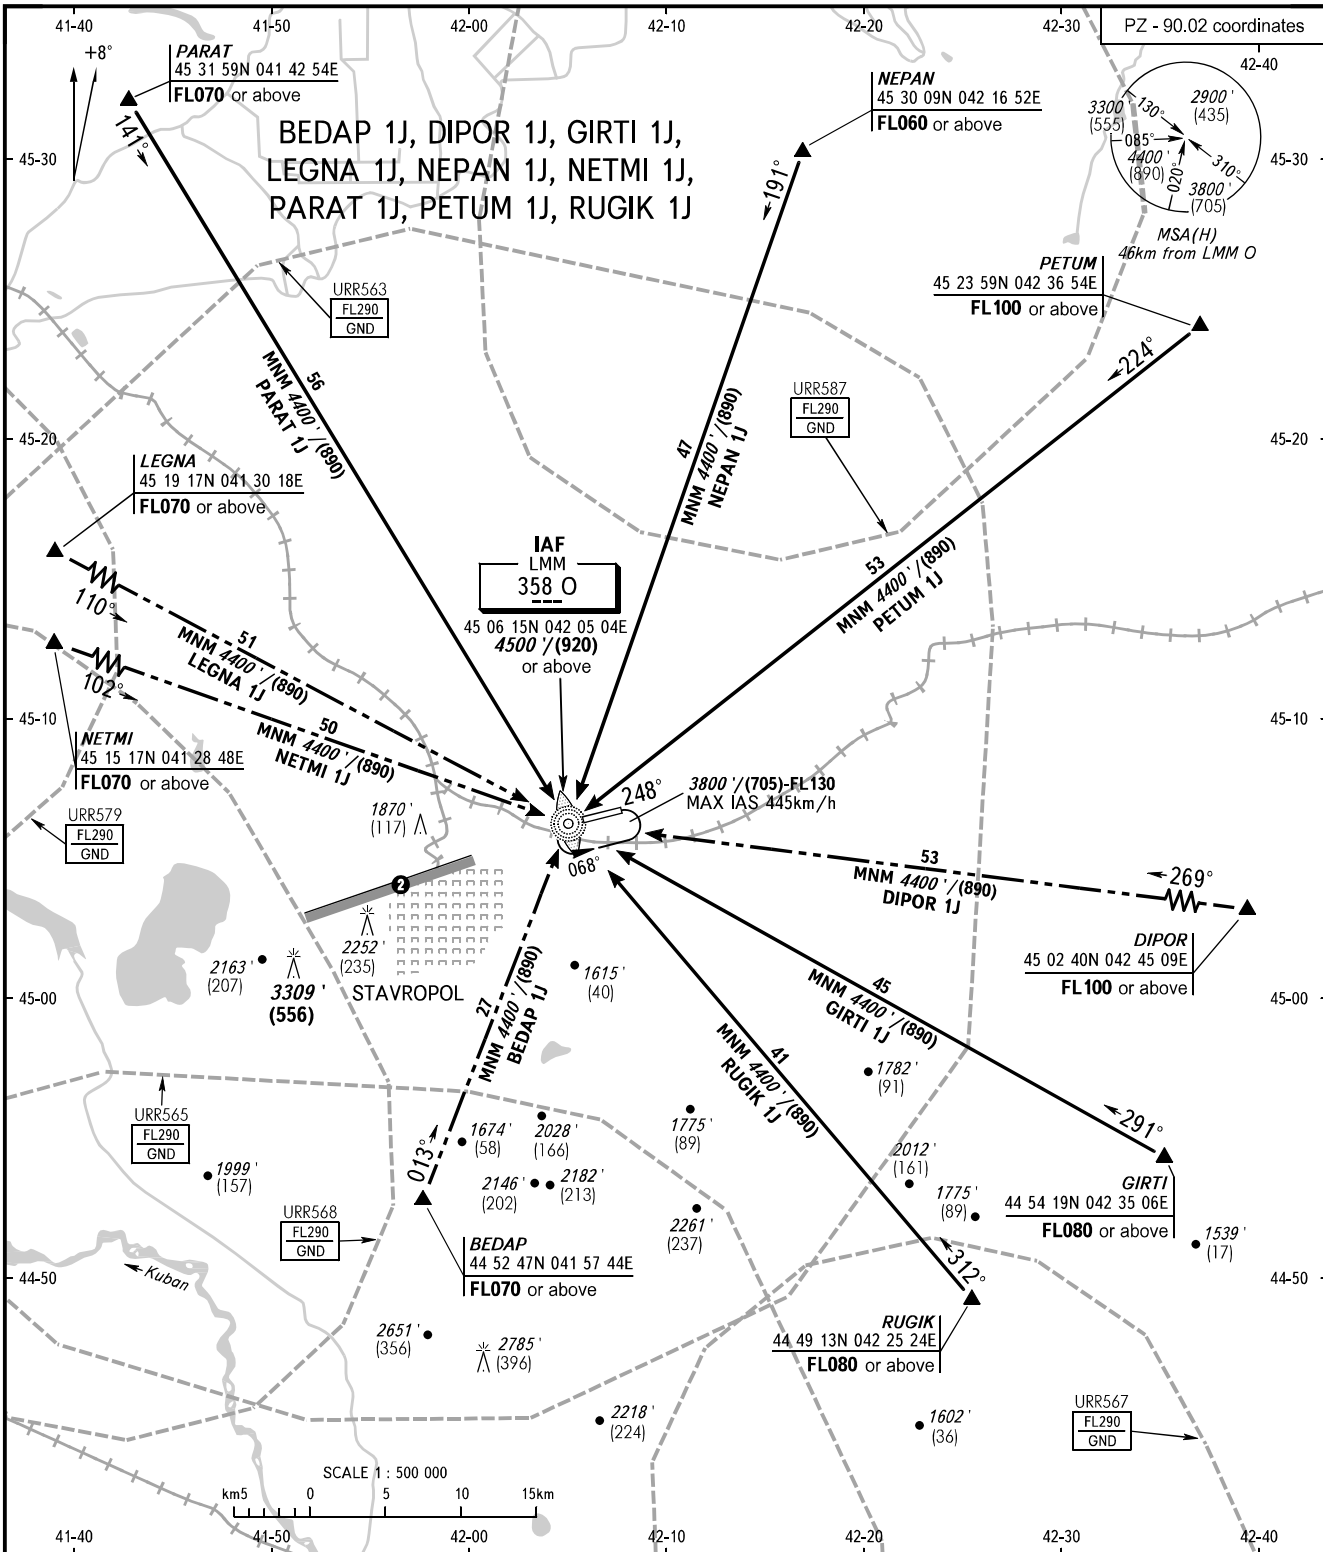 41-40
41-50
42-00
42-10
42-20
42-30
PZ - 90.02 coordinates
42-40
+8°
PARAT
45 31 59N 041 42 54E
FL070 or above
141°
BEDAP 1J, DIPOR 1J, GIRTI 1J,
LEGNA 1J, NEPAN 1J, NETMI 1J,
PARAT 1J, PETUM 1J, RUGIK 1J
NEPAN
45 30 09N 042 16 52E
FL060 or above
191°
3300'
(555)
130°
2900'
(435)
085°
4400'
(890)
020°
310°
3800'
(705)
MSA(H)
46km from LMM O
45-30
45-30
PETUM
45 23 59N 042 36 54E
FL100 or above
224°
URR563
FL290
GND
56
MNM 4400'/(890)
PARAT 1J
47
MNM 4400'/(890)
NEPAN 1J
URR587
FL290
GND
45-20
45-20
LEGNA
45 19 17N 041 30 18E
FL070 or above
110°
51
MNM 4400'/(890)
LEGNA 1J
IAF
LMM
358 O
45 06 15N 042 05 04E
4500'/(920)
or above
53
MNM 4400'/(890)
PETUM 1J
102°
50
MNM 4400'/(890)
NETMI 1J
45-10
45-10
NETMI
45 15 17N 041 28 48E
FL070 or above
URR579
FL290
GND
1870'
(117)
248°
3800'/(705)-FL130
MAX IAS 445km/h
068°
53
MNM 4400'/(890)
DIPOR 1J
269°
DIPOR
45 02 40N 042 45 09E
FL100 or above
2
2252'
(235)
2163'
(207)
3309'
(556)
STAVROPOL
1615'
(40)
45-00
45-00
27
MNM 4400'/(890)
BEDAP 1J
45
MNM 4400'/(890)
GIRTI 1J
41
MNM 4400'/(890)
RUGIK 1J
1782'
(91)
291°
URR565
FL290
GND
013°
1674'
(58)
2028'
(166)
1775'
(89)
2146'
(202)
2182'
(213)
2012'
(161)
1999'
(157)
1775'
(89)
GIRTI
44 54 19N 042 35 06E
FL080 or above
2261'
(237)
1539'
(17)
URR568
FL290
GND
BEDAP
44 52 47N 041 57 44E
FL070 or above
312°
44-50
44-50
Kuban
RUGIK
44 49 13N 042 25 24E
FL080 or above
2651'
(356)
2785'
(396)
2218'
(224)
1602'
(36)
URR567
FL290
GND
SCALE 1 : 500 000
km5
0
5
10
15km
41-40
41-50
42-00
42-10
42-20
42-30
42-40